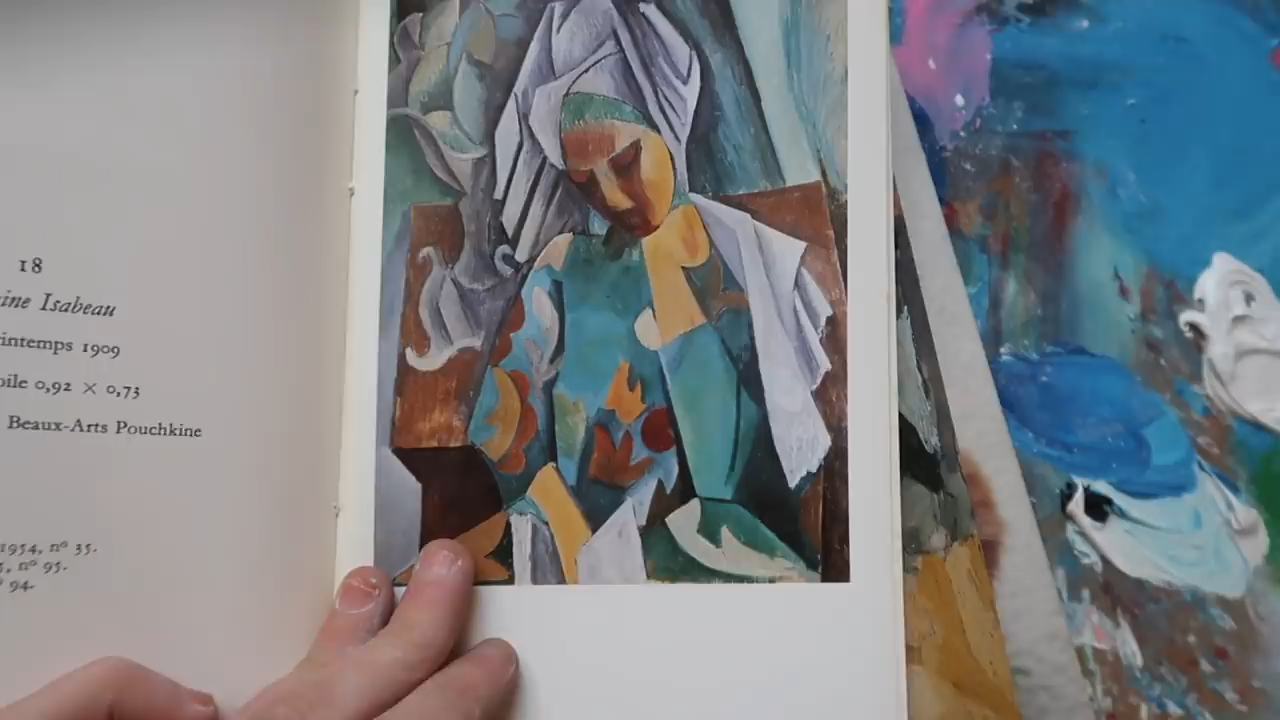 18
ine Isabeau
intemps 1909
oile 0,92 × 0,73
Beaux-Arts Pouchkine
1954, nº 35.
, nº 95.
º 94.